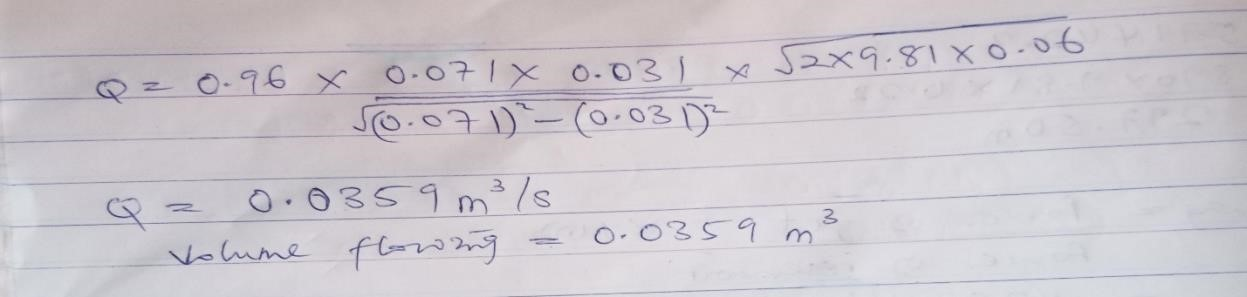 Q = 0.96 × 0.071 × 0.031 / √(0.071)² − (0.031)² × √2×9.81×0.06
Q = 0.0359 m³/s
Volume flowing = 0.0359 m³